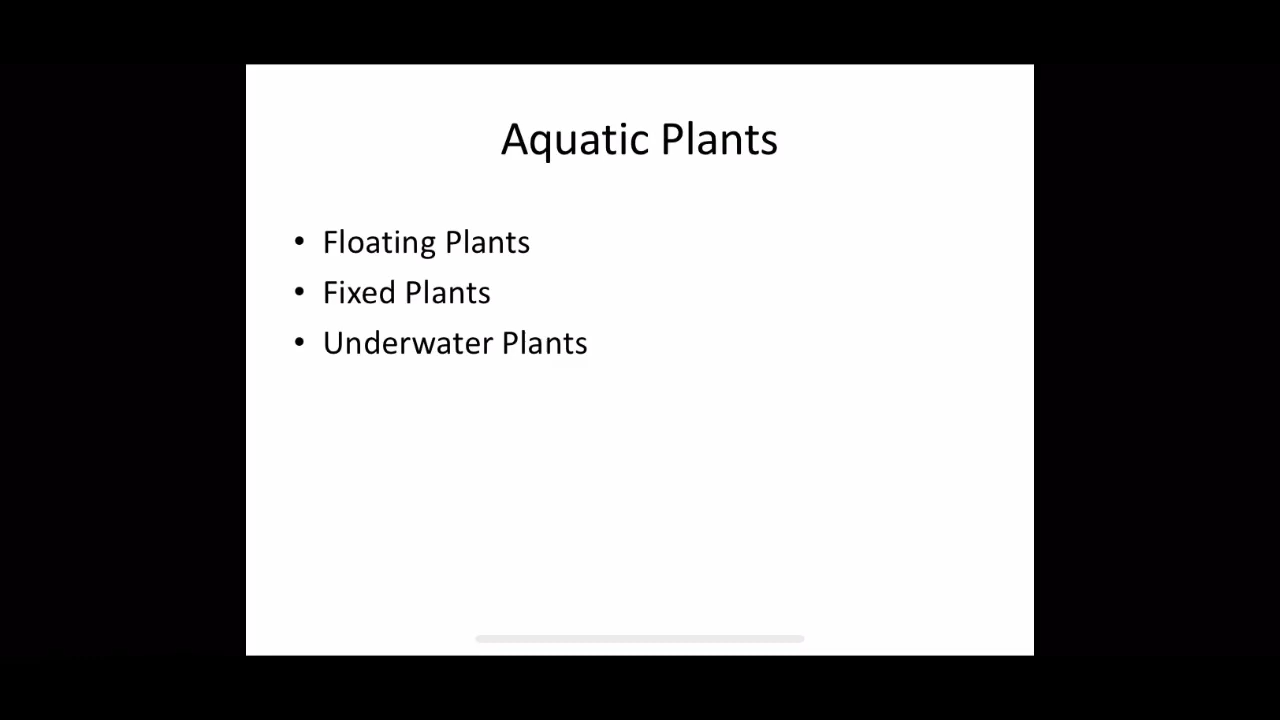 Aquatic Plants
• Floating Plants
• Fixed Plants
• Underwater Plants